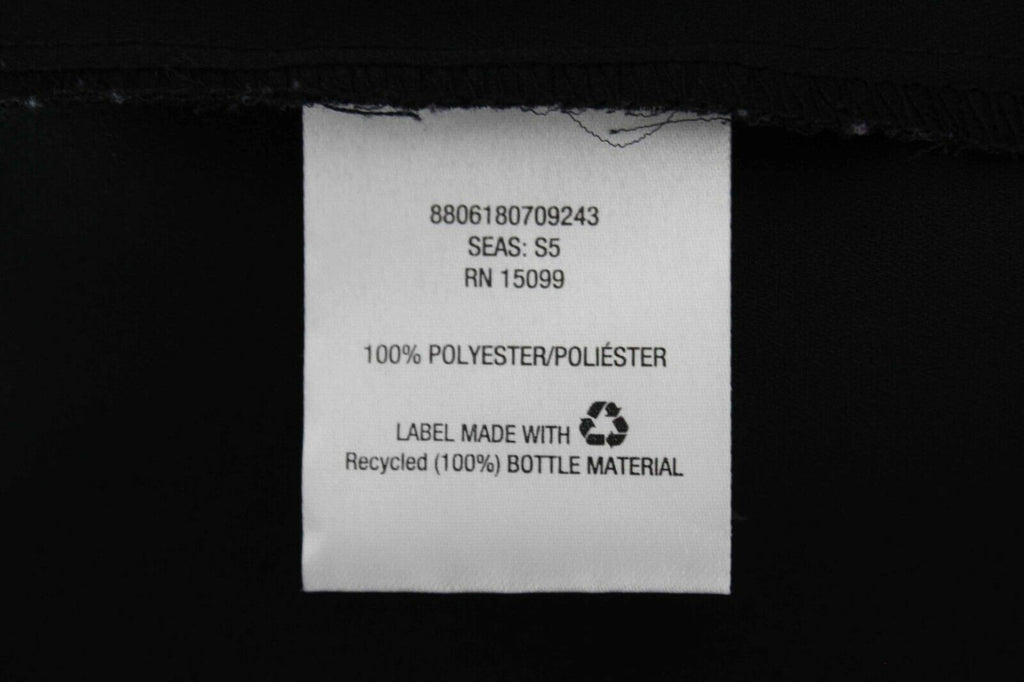 8806180709243
SEAS: S5
RN 15099
100% POLYESTER/POLIÉSTER
LABEL MADE WITH
Recycled (100%) BOTTLE MATERIAL